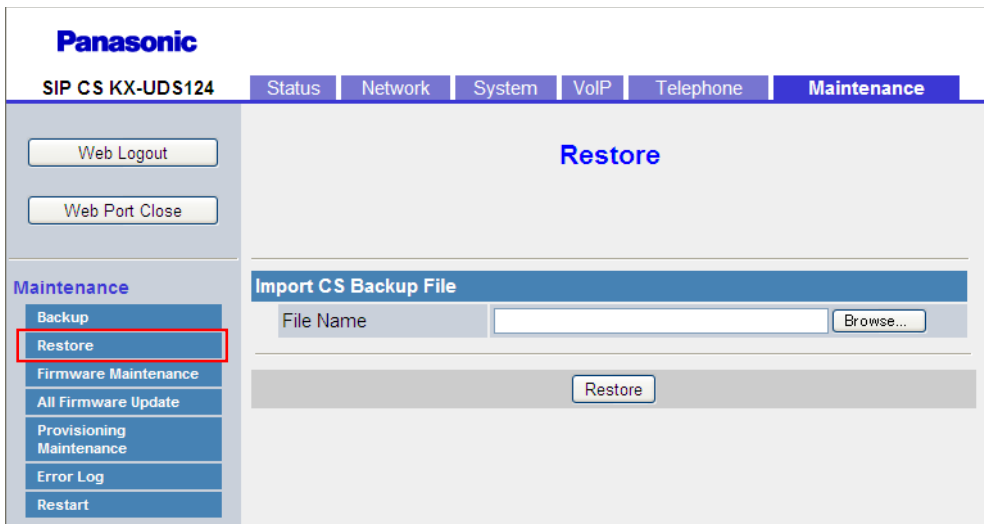 Panasonic
SIP CS KX-UDS124
Status Network System VoIP Telephone Maintenance
Web Logout
Web Port Close
Restore
Maintenance
Backup
Restore
Firmware Maintenance
All Firmware Update
Provisioning
Maintenance
Error Log
Restart
Import CS Backup File
File Name Browse...
Restore